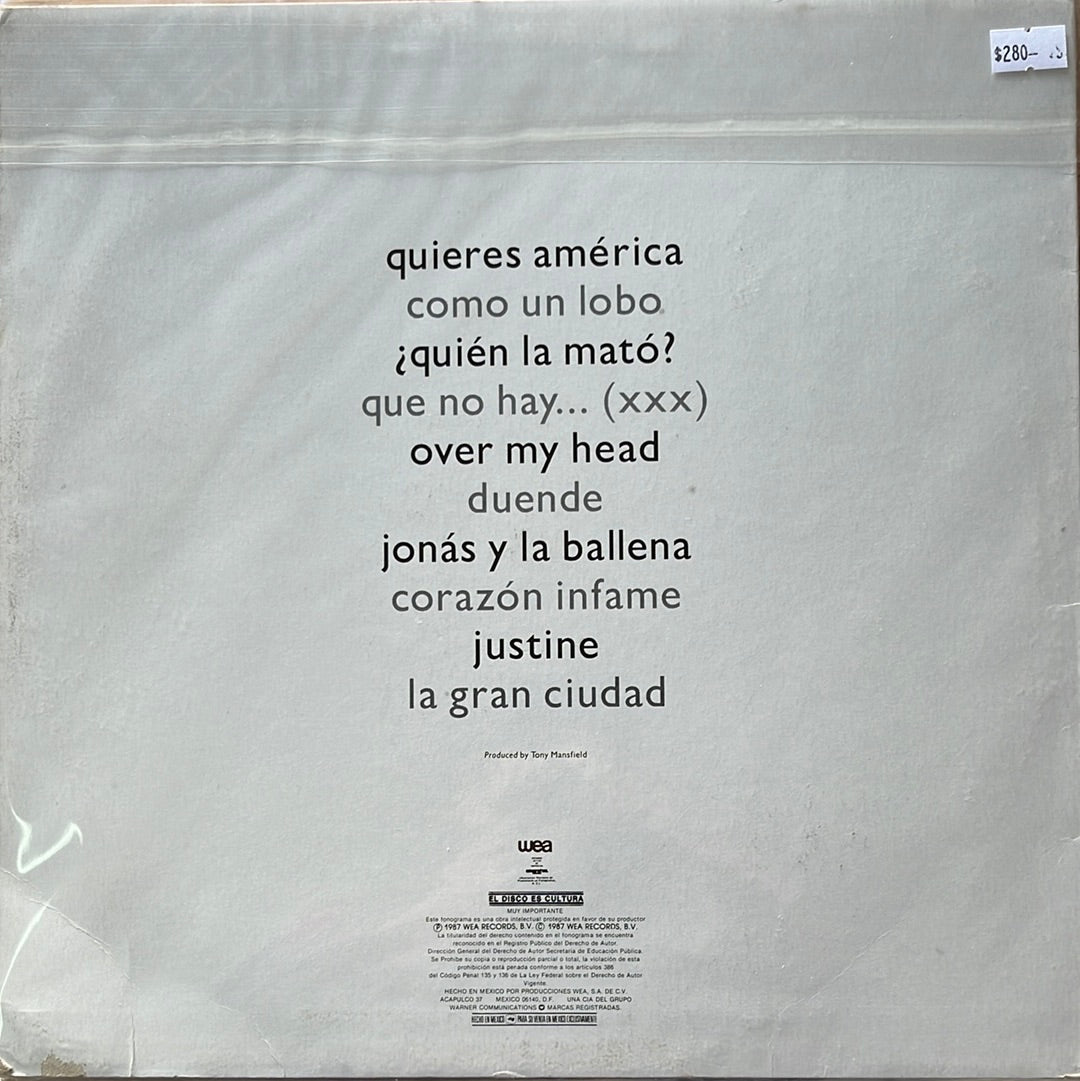 $280-
quieres américa
como un lobo
¿quién la mató?
que no hay... (xxx)
over my head
duende
jonás y la ballena
corazón infame
justine
la gran ciudad
Produced by Tony Mansfield
wea
EL DISCO ES CULTURA
MUY IMPORTANTE
Este fonograma es una obra intelectual protegida en favor de su productor
Ⓟ 1987 WEA RECORDS, B.V. © 1987 WEA RECORDS, B.V.
La titularidad del derecho contenido en el fonograma se encuentra
reconocido en el Registro Público del Derecho de Autor.
Dirección General del Derecho de Autor Secretaría de Educación Pública.
Se Prohibe su copia o reproducción parcial o total, la violación de esta
prohibición está penada conforme a los artículos 386
del Código Penal 135 y 136 de La Ley Federal sobre el Derecho de Autor
Vigente.
HECHO EN MEXICO POR PRODUCCIONES WEA, S.A. DE C.V.
ACAPULCO 37 MEXICO 06140, D.F. UNA CIA DEL GRUPO
WARNER COMMUNICATIONS MARCAS REGISTRADAS.
HECHO EN MEXICO PARA SU VENTA EN MEXICO EXCLUSIVAMENTE